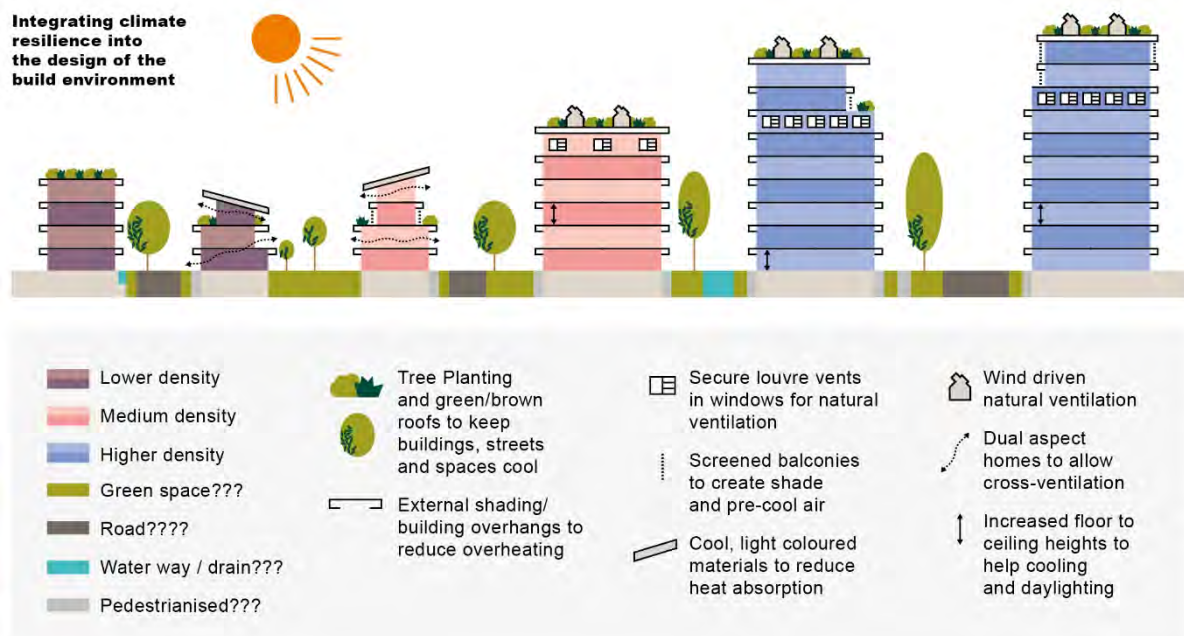 Integrating climate
resilience into
the design of the
build environment
Lower density
Medium density
Higher density
Green space???
Road????
Water way / drain???
Pedestrianised???
Tree Planting
and green/brown
roofs to keep
buildings, streets
and spaces cool
External shading/
building overhangs to
reduce overheating
Secure louvre vents
in windows for natural
ventilation
Screened balconies
to create shade
and pre-cool air
Cool, light coloured
materials to reduce
heat absorption
Wind driven
natural ventilation
Dual aspect
homes to allow
cross-ventilation
Increased floor to
ceiling heights to
help cooling
and daylighting